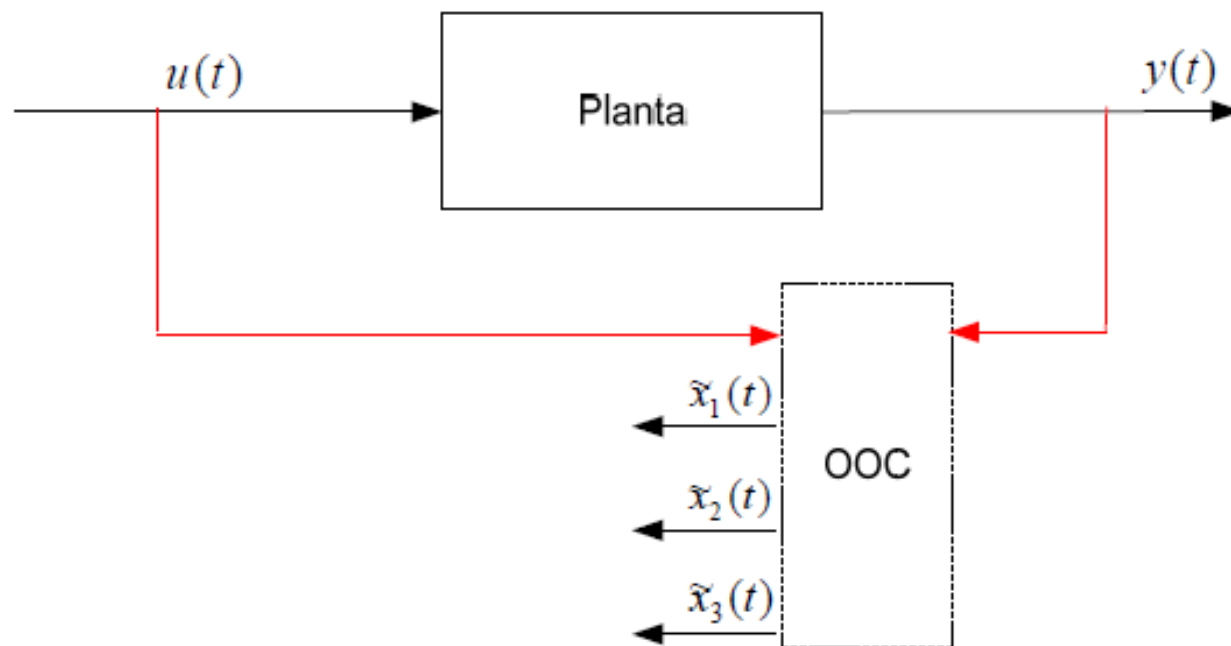 u(t)
y(t)
Planta
x̃₁(t)
OOC
x̃₂(t)
x̃₃(t)